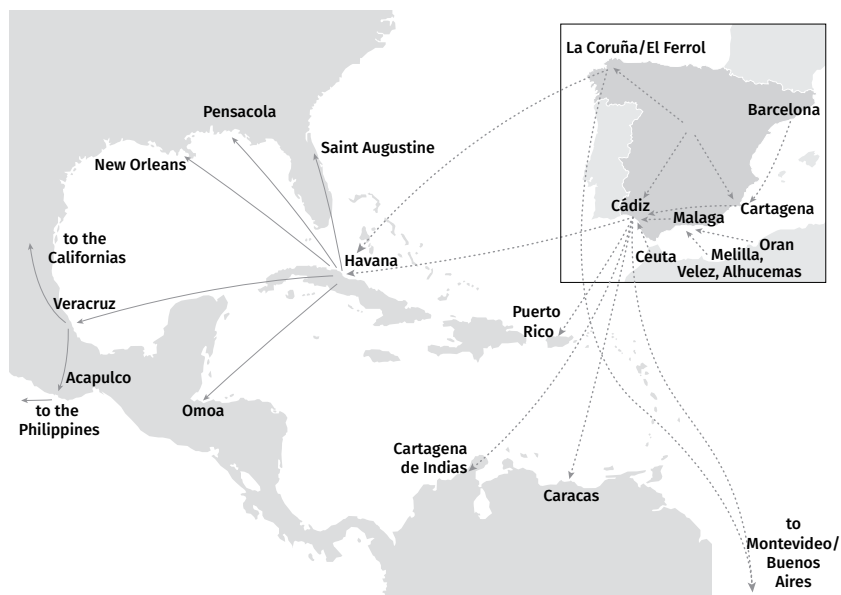 La Coruña/El Ferrol
Pensacola
Barcelona
Saint Augustine
New Orleans
Cádiz
Cartagena
Malaga
to the
Californias
Oran
Havana
Ceuta
Melilla,
Velez, Alhucemas
Veracruz
Puerto
Rico
Acapulco
to the
Philippines
Omoa
Cartagena
de Indias
Caracas
to
Montevideo/
Buenos
Aires